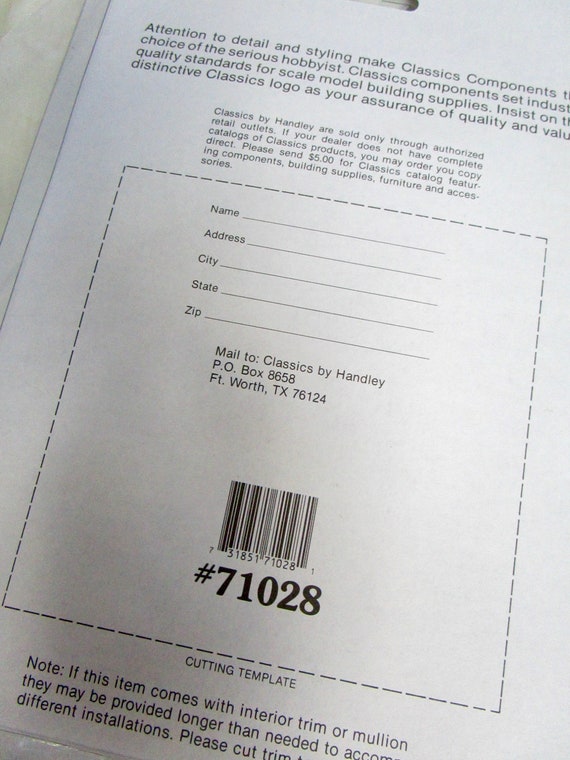 Attention to detail and styling make Classics Components
choice of the serious hobbyist. Classics components set
quality standards for scale model building supplies. Insist on
distinctive Classics logo as your assurance of quality and
Classics by Handley are sold only through authorized
retail outlets. If your dealer does not have complete
catalogs of Classics products, you may order you copy
direct. Please send $5.00 for Classics catalog featur-
ing components, building supplies, furniture and acces-
sories.
Name
Address
City
State
Zip
Mail to: Classics by Handley
P.O. Box 8658
Ft. Worth, TX 76124
7 31851 71028 1
#71028
CUTTING TEMPLATE
Note: If this item comes with interior trim or mullion
they may be provided longer than needed to
different installations. Please cut trim